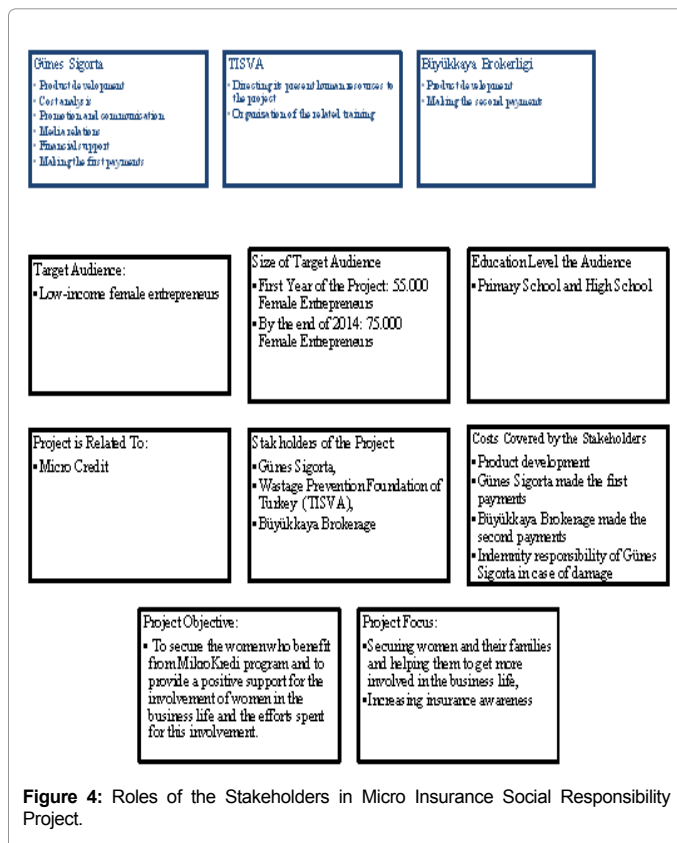 Günes Sigorta
• Product development
• Cost analysis
• Promotion and communication
• Media relations
• Financial support
• Making the first payments
TISVA
• Directing its present human resources to
the project
• Organisation of the related training
Büyükkaya Brokerligi
• Product development
• Making the second payments
Target Audience:
▪ Low-income female entrepreneurs
Size of Target Audience
▪ First Year of the Project: 55.000
Female Entrepreneurs
▪ By the end of 2014: 75.000
Female Entrepreneurs
Education Level the Audience
▪ Primary School and High School
Project is Related To:
▪ Micro Credit
Stakholders of the Project
▪ Günes Sigorta,
▪ Wastage Prevention Foundation of
Turkey (TISVA),
▪ Büyükkaya Brokerage
Costs Covered by the Stakeholders
▪ Product development
▪ Günes Sigorta made the first
payments
▪ Büyükkaya Brokerage made the
second payments
▪ Indemnity responsibility of Günes
Sigorta in case of damage
Project Objective:
▪ To secure the women who benefit
from MikroKredi program and to
provide a positive support for the
involvement of women in the
business life and the efforts spent
for this involvement.
Project Focus:
▪ Securing women and their families
and helping them to get more
involved in the business life,
▪ Increasing insurance awareness
Figure 4: Roles of the Stakeholders in Micro Insurance Social Responsibility
Project.